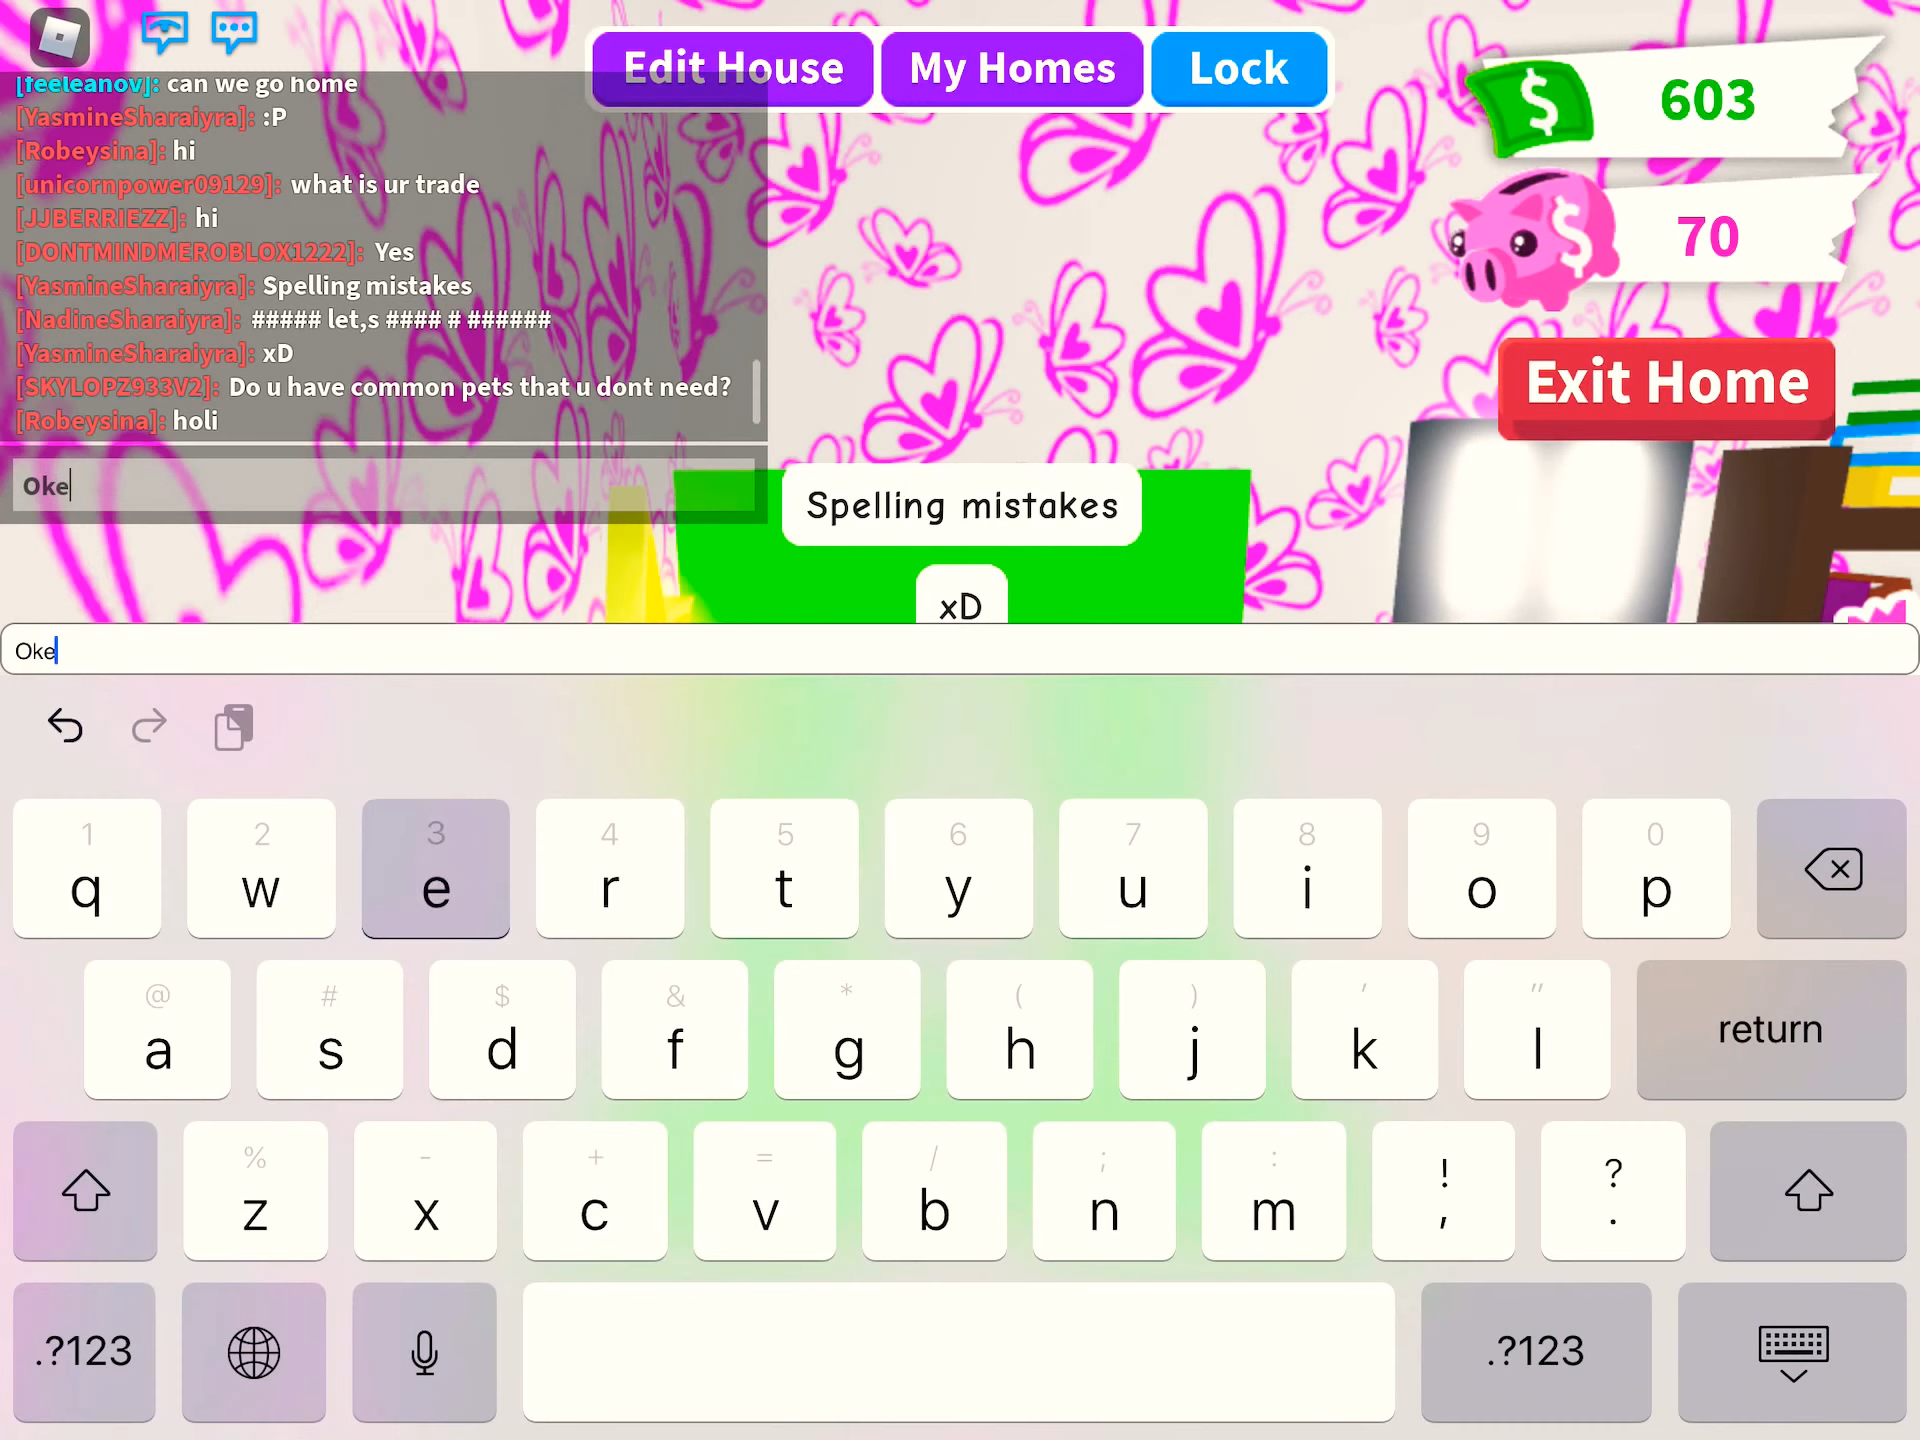 Edit House
My Homes
Lock
603
70
Exit Home
[feeleanov]: can we go home
[YasmineSharaiyra]: :P
[Robeysina]: hi
[unicornpower09129]: what is ur trade
[JJBERRIEZZ]: hi
[DONTMINDMEROBLOX1222]: Yes
[YasmineSharaiyra]: Spelling mistakes
[NadineSharaiyra]: ##### let,s #### # ######
[YasmineSharaiyra]: xD
[SKYLOPZ933V2]: Do u have common pets that u dont need?
[Robeysina]: holi
Oke
Spelling mistakes
xD
Oke
1 2 3 4 5 6 7 8 9 0
q w e r t y u i o p
@ # $ & * ( ) ' "
a s d f g h j k l return
% - + = / ; : ! ?
z x c v b n m , .
.?123 .?123